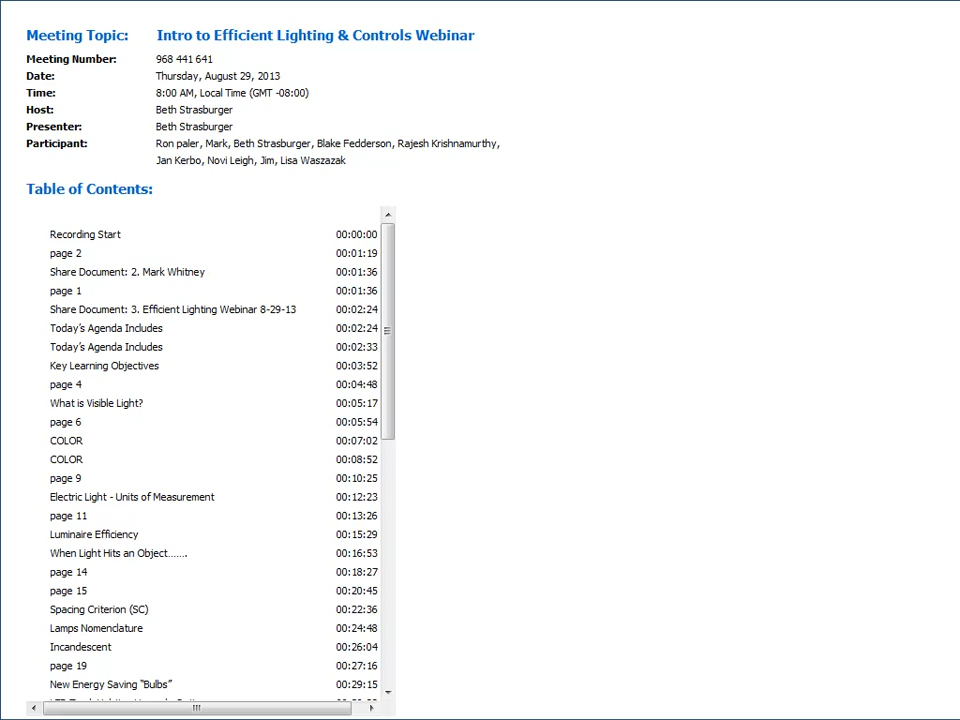 Meeting Topic: Intro to Efficient Lighting & Controls Webinar
Meeting Number: 968 441 641
Date: Thursday, August 29, 2013
Time: 8:00 AM, Local Time (GMT -08:00)
Host: Beth Strasburger
Presenter: Beth Strasburger
Participant: Ron paler, Mark, Beth Strasburger, Blake Fedderson, Rajesh Krishnamurthy,
Jan Kerbo, Novi Leigh, Jim, Lisa Waszazak
Table of Contents:
Recording Start 00:00:00
page 2 00:01:19
Share Document: 2. Mark Whitney 00:01:36
page 1 00:01:36
Share Document: 3. Efficient Lighting Webinar 8-29-13 00:02:24
Today's Agenda Includes 00:02:24
Today's Agenda Includes 00:02:33
Key Learning Objectives 00:03:52
page 4 00:04:48
What is Visible Light? 00:05:17
page 6 00:05:54
COLOR 00:07:02
COLOR 00:08:52
page 9 00:10:25
Electric Light - Units of Measurement 00:12:23
page 11 00:13:26
Luminaire Efficiency 00:15:29
When Light Hits an Object....... 00:16:53
page 14 00:18:27
page 15 00:20:45
Spacing Criterion (SC) 00:22:36
Lamps Nomenclature 00:24:48
Incandescent 00:26:04
page 19 00:27:16
New Energy Saving "Bulbs" 00:29:15